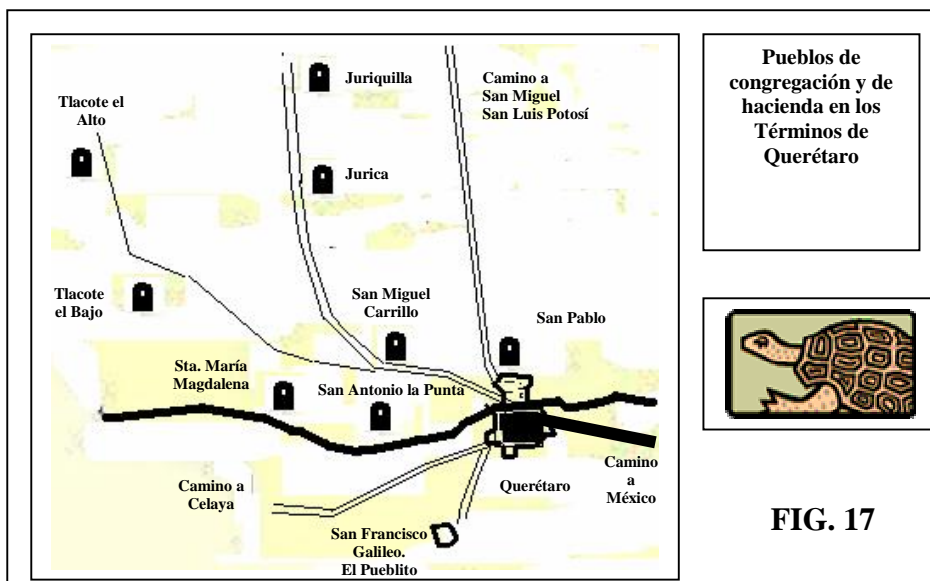 Juriquilla
Camino a
San Miguel
San Luis Potosí
Tlacote el
Alto
Jurica
Tlacote
el Bajo
San Miguel
Carrillo
San Pablo
Sta. María
Magdalena
San Antonio la Punta
Camino a
Celaya
Querétaro
Camino
a
México
San Francisco
Galileo.
El Pueblito
Pueblos de
congregación y de
hacienda en los
Términos de
Querétaro
FIG. 17